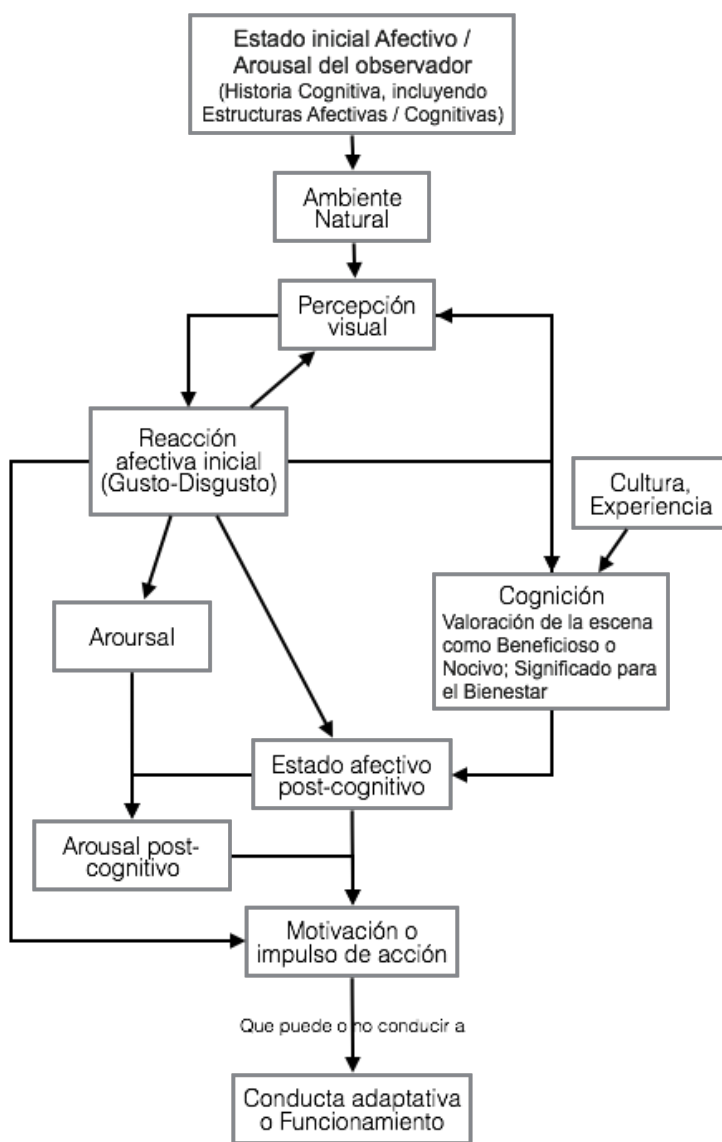 Estado inicial Afectivo /
Arousal del observador
(Historia Cognitiva, incluyendo
Estructuras Afectivas / Cognitivas)
Ambiente
Natural
Percepción
visual
Reacción
afectiva inicial
(Gusto-Disgusto)
Cultura,
Experiencia
Cognición
Valoración de la escena
como Beneficioso o
Nocivo; Significado para
el Bienestar
Aroursal
Estado afectivo
post-cognitivo
Arousal post-
cognitivo
Motivación o
impulso de acción
Que puede o no conducir a
Conducta adaptativa
o Funcionamiento